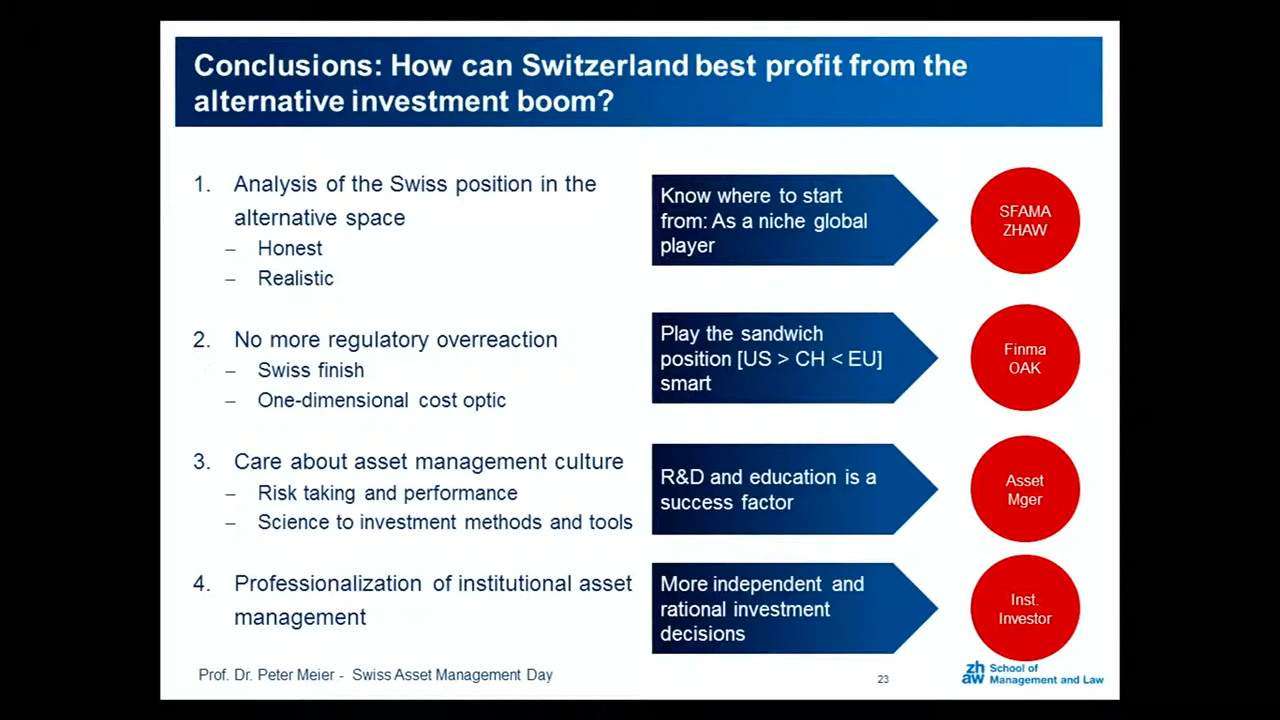 Conclusions: How can Switzerland best profit from the
alternative investment boom?
1. Analysis of the Swiss position in the
alternative space
– Honest
– Realistic
Know where to start
from: As a niche global
player
SFAMA
ZHAW
2. No more regulatory overreaction
– Swiss finish
– One-dimensional cost optic
Play the sandwich
position [US > CH < EU]
smart
Finma
OAK
3. Care about asset management culture
– Risk taking and performance
– Science to investment methods and tools
R&D and education is a
success factor
Asset
Mger
4. Professionalization of institutional asset
management
More independent and
rational investment
decisions
Inst.
Investor
Prof. Dr. Peter Meier - Swiss Asset Management Day
23
zh
aw
School of
Management and Law